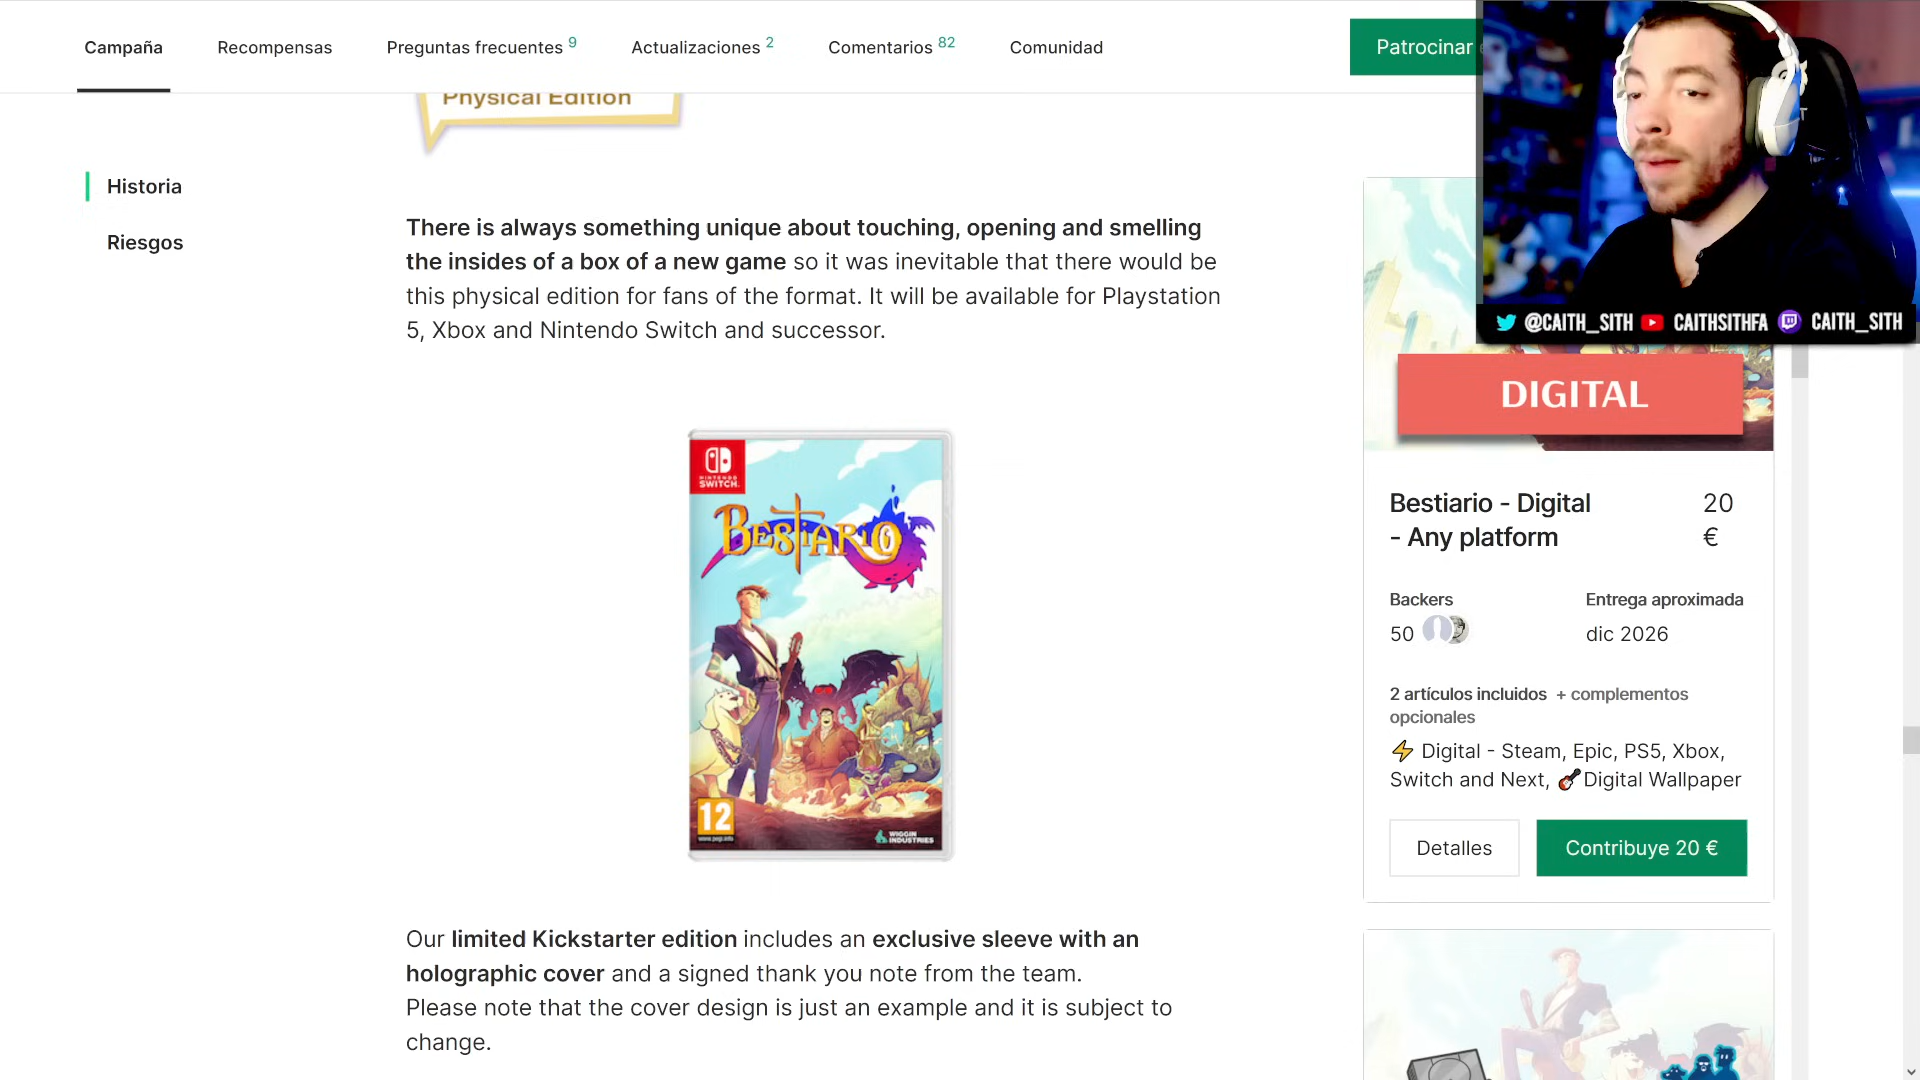 Campaña
Recompensas
Preguntas frecuentes 9
Actualizaciones 2
Comentarios 82
Comunidad
Patrocinar
Physical Edition
Historia
Riesgos
There is always something unique about touching, opening and smelling
the insides of a box of a new game so it was inevitable that there would be
this physical edition for fans of the format. It will be available for Playstation
5, Xbox and Nintendo Switch and successor.
@CAITH_SITH CAITHSITHFA CAITH_SITH
DIGITAL
NINTENDO
SWITCH
BESTIARIO
12
www.pegi.info
WIGGIN
INDUSTRIES
Bestiario - Digital
- Any platform
20
€
Backers
50
Entrega aproximada
dic 2026
2 artículos incluidos + complementos
opcionales
⚡ Digital - Steam, Epic, PS5, Xbox,
Switch and Next, 🎸Digital Wallpaper
Detalles
Contribuye 20 €
Our limited Kickstarter edition includes an exclusive sleeve with an
holographic cover and a signed thank you note from the team.
Please note that the cover design is just an example and it is subject to
change.